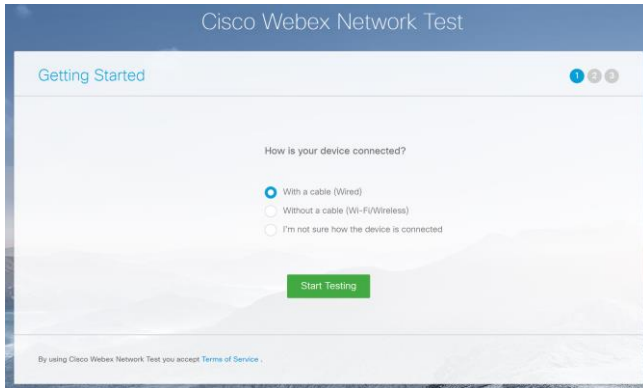 Cisco Webex Network Test
Getting Started
1 2 3
How is your device connected?
With a cable (Wired)
Without a cable (Wi-Fi/Wireless)
I'm not sure how the device is connected
Start Testing
By using Cisco Webex Network Test you accept Terms of Service .